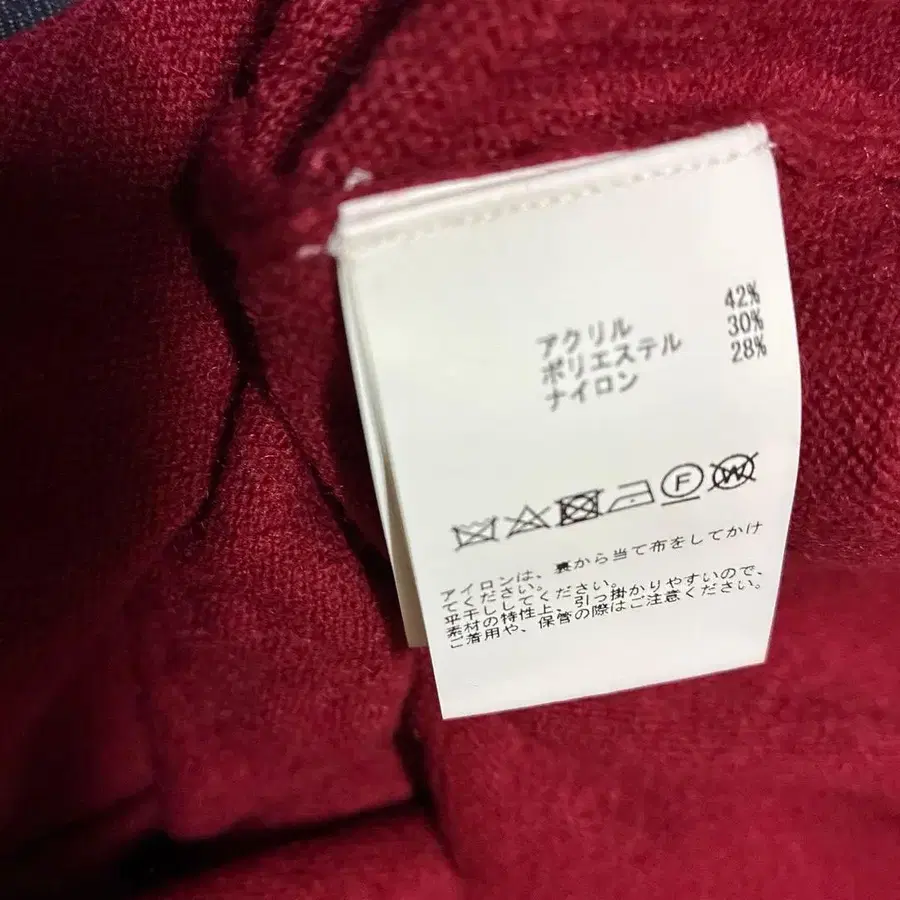 アクリル 42%
ポリエステル 30%
ナイロン 28%
F W
アイロンは、裏から当て布をしてかけ
てください。
平干ししてください。
素材の特性上、引っ掛かりやすいので、
ご着用や、保管の際はご注意ください。